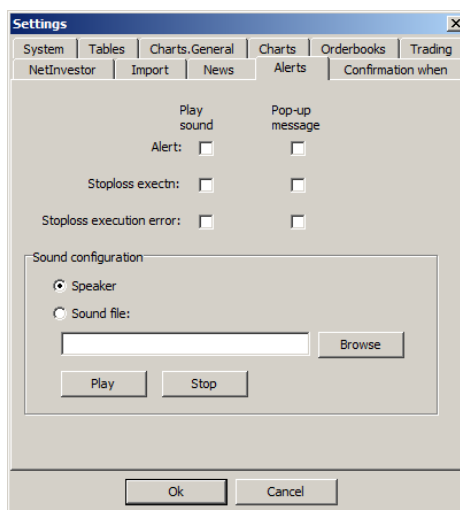 Settings
System Tables Charts.General Charts Orderbooks Trading
NetInvestor Import News Alerts Confirmation when
Play sound Pop-up message
Alert:
Stoploss exectn:
Stoploss execution error:
Sound configuration
Speaker
Sound file:
Browse
Play Stop
Ok Cancel